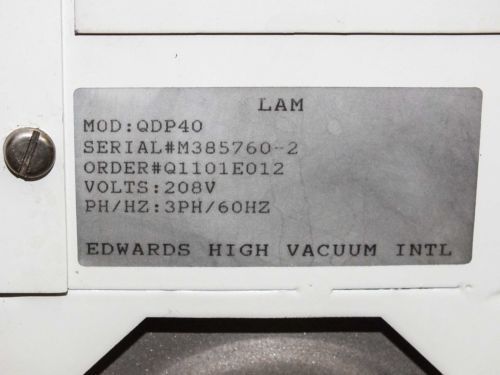 LAM
MOD:QDP40
SERIAL#M385760-2
ORDER#Q1101E012
VOLTS:208V
PH/HZ:3PH/60HZ
EDWARDS HIGH VACUUM INTL